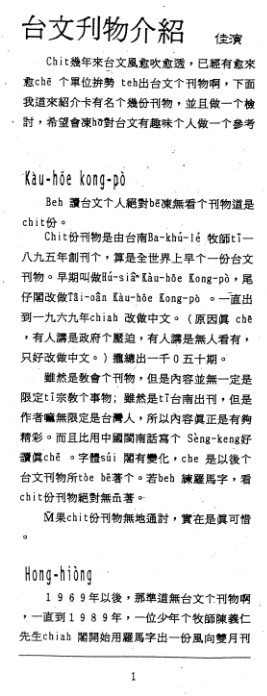 台文刊物介紹　佳演
Chit幾年來台文風愈吹愈透，已經有愈來
愈chē 个單位拚勢 teh出台文个刊物啊，下面
我道來紹介卡有名个幾份刊物，並且做一個檢
討，希望會凍hō͘對台文有趣味个人做一个參考
Kàu-hōe kong-pò
Beh 讀台文个人絕對bē凍無看个刊物道是
chit份。
Chit份刊物是由台南Ba-khú-lé 牧師tī一
八九五年創刊个，算是全世界上早个一份台文
刊物。早期叫做Hú-siâⁿ Kàu-hōe Kong-pò，尾
仔閣改做Tâi-oân Kàu-hōe Kong-pò 。一直出
到一九六九年chiah 改做中文。（原因眞 chē
，有人講是政府个壓迫，有人講是無人看有，
只好改做中文。）攏總出一千０五十期。
雖然是敎會个刊物，但是內容並無一定是
限定tī宗敎个事物；雖然是tī台南出刊，但是
作者嘛無限定是台灣人，所以內容眞正是有夠
精彩。而且比用中國閩南話寫个 Sèng-keng好
讀眞chē 。字體súi 閣有變化，che 是以後个
台文刊物所tòe bē著个。若beh 練羅馬字，看
chit份刊物絕對無 著。
M̄果chit份刊物無地通討，實在是眞可惜
。
Hong-hiòng
１９６９年以後，那準道無台文个刊物啊
，一直到１９８９年，一位少年个牧師陳義仁
先生chiah 閣開始用羅馬字出一份風向雙月刊
1